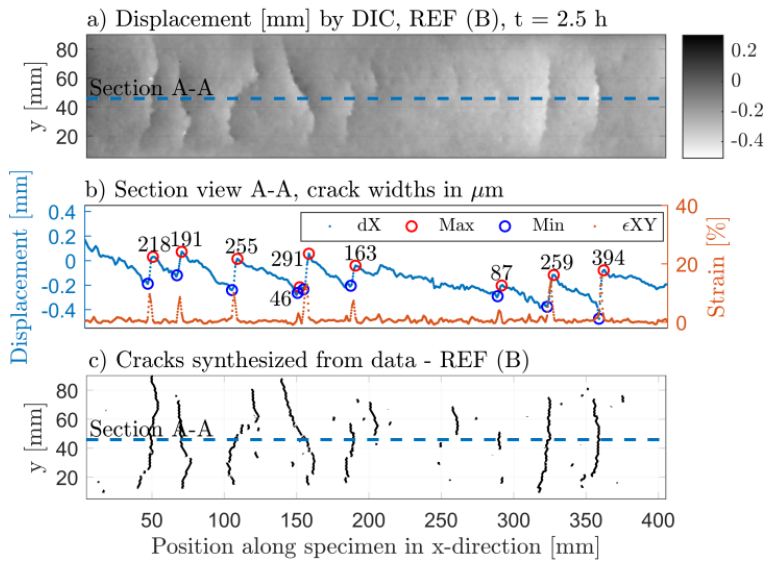 a) Displacement [mm] by DIC, REF (B), t = 2.5 h
y [mm]
80
60
40
20
Section A-A
0.2
0
-0.2
-0.4
b) Section view A-A, crack widths in μm
Displacement [mm]
0.4
0.2
0
-0.2
-0.4
dX
Max
Min
ϵXY
218
191
255
291
46
163
87
259
394
40
20
0
Strain [%]
c) Cracks synthesized from data - REF (B)
y [mm]
80
60
40
20
Section A-A
50 100 150 200 250 300 350 400
Position along specimen in x-direction [mm]